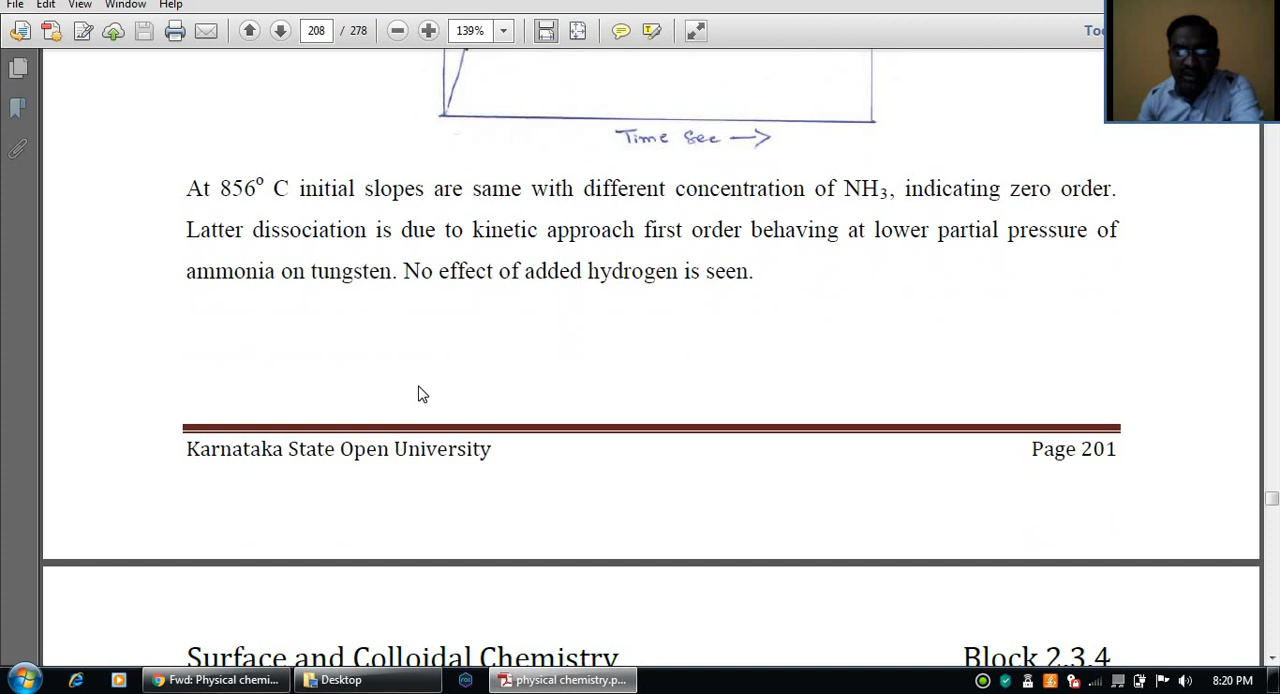 File Edit View Window Help
208 / 278 139%
Time Sec →
At 856° C initial slopes are same with different concentration of NH₃, indicating zero order.
Latter dissociation is due to kinetic approach first order behaving at lower partial pressure of
ammonia on tungsten. No effect of added hydrogen is seen.
Karnataka State Open University Page 201
Surface and Colloidal Chemistry Block 2.3.4
Fwd: Physical chemi... Desktop physical chemistry.p... 8:20 PM